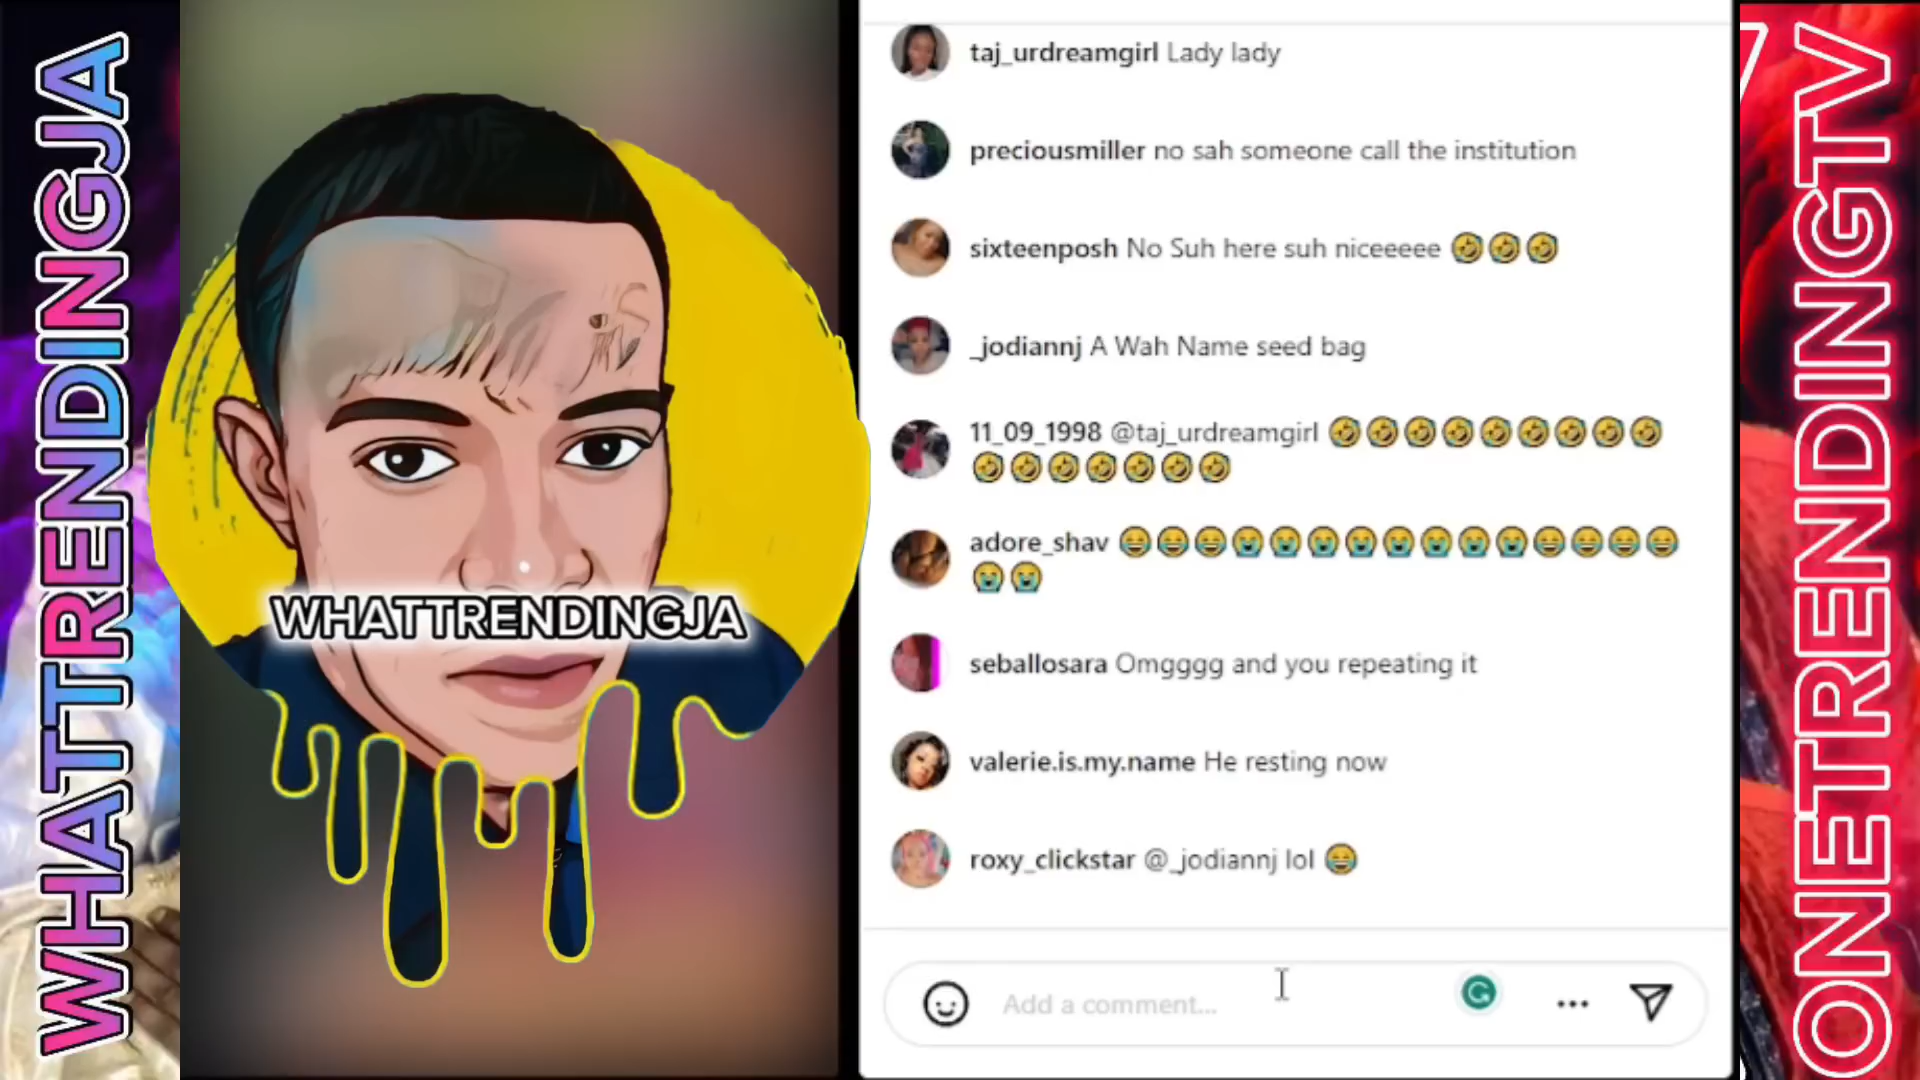 WHATTRENDINGJA
WHATTRENDINGJA
taj_urdreamgirl Lady lady
preciousmiller no sah someone call the institution
sixteenposh No Suh here suh niceeeee 🤣🤣🤣
_jodiannj A Wah Name seed bag
11_09_1998 @taj_urdreamgirl 🤣🤣🤣🤣🤣🤣🤣🤣🤣
🤣🤣🤣🤣🤣🤣🤣
adore_shav 😂😂😂😭😭😭😭😭😭😭😭😂😂😂😂
😭😭
seballosara Omgggg and you repeating it
valerie.is.my.name He resting now
roxy_clickstar @_jodiannj lol 😂
Add a comment...
ONETRENDINGTV